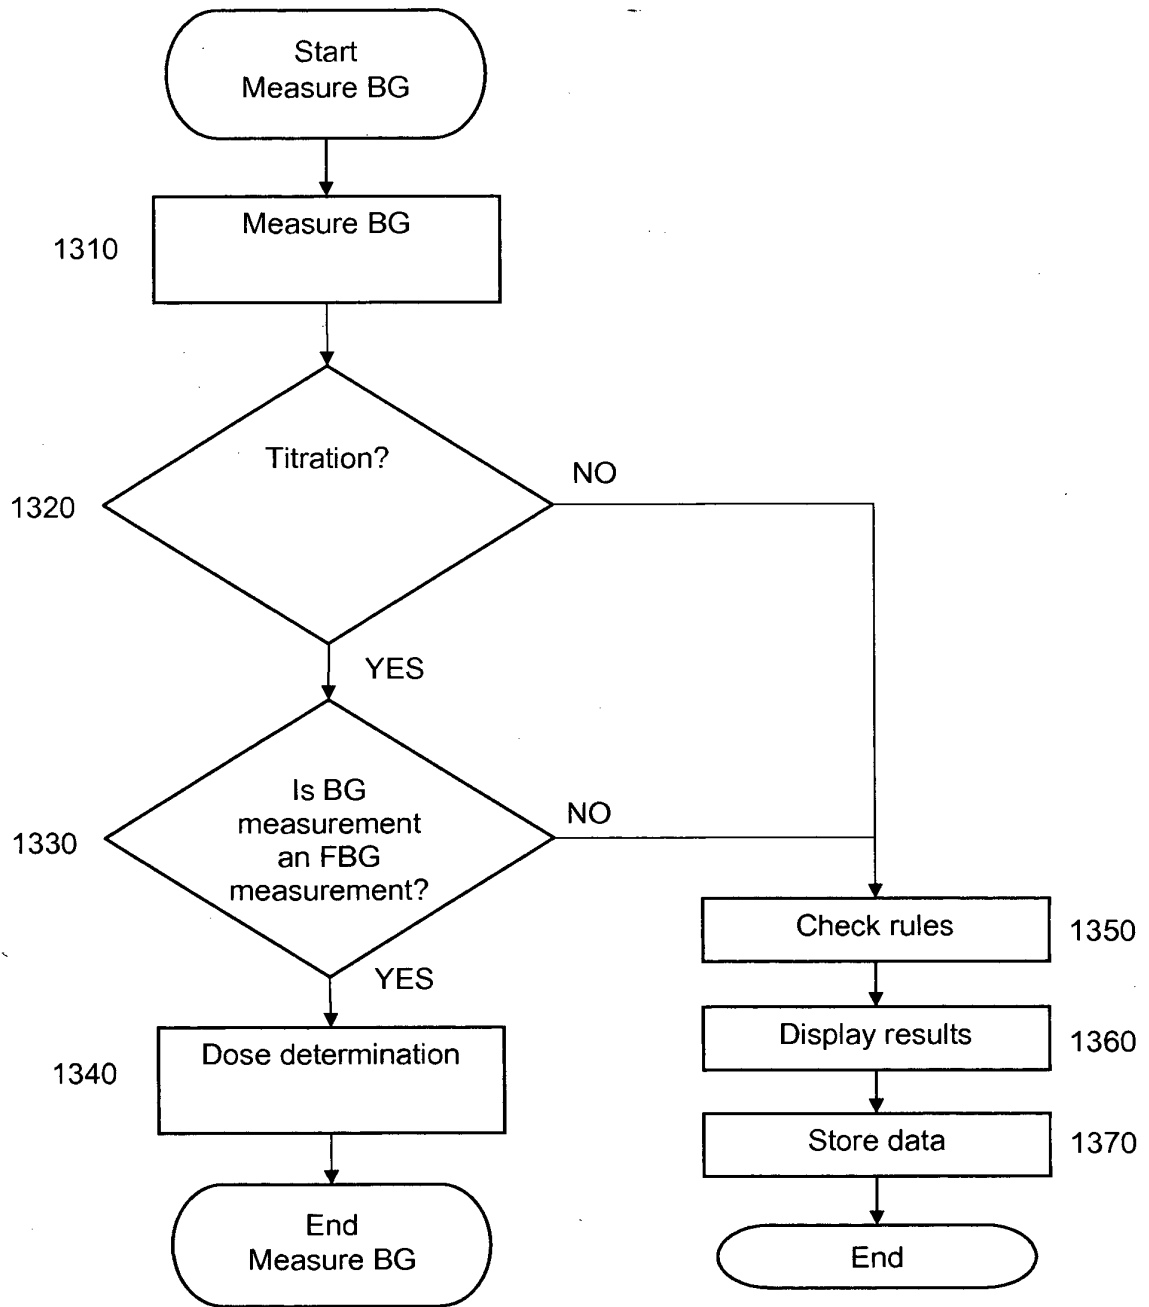 Start
Measure BG
Measure BG
1310
Titration?
NO
1320
YES
Is BG
measurement
an FBG
measurement?
NO
1330
YES
Check rules
1350
Dose determination
1340
Display results
1360
Store data
1370
End
Measure BG
End